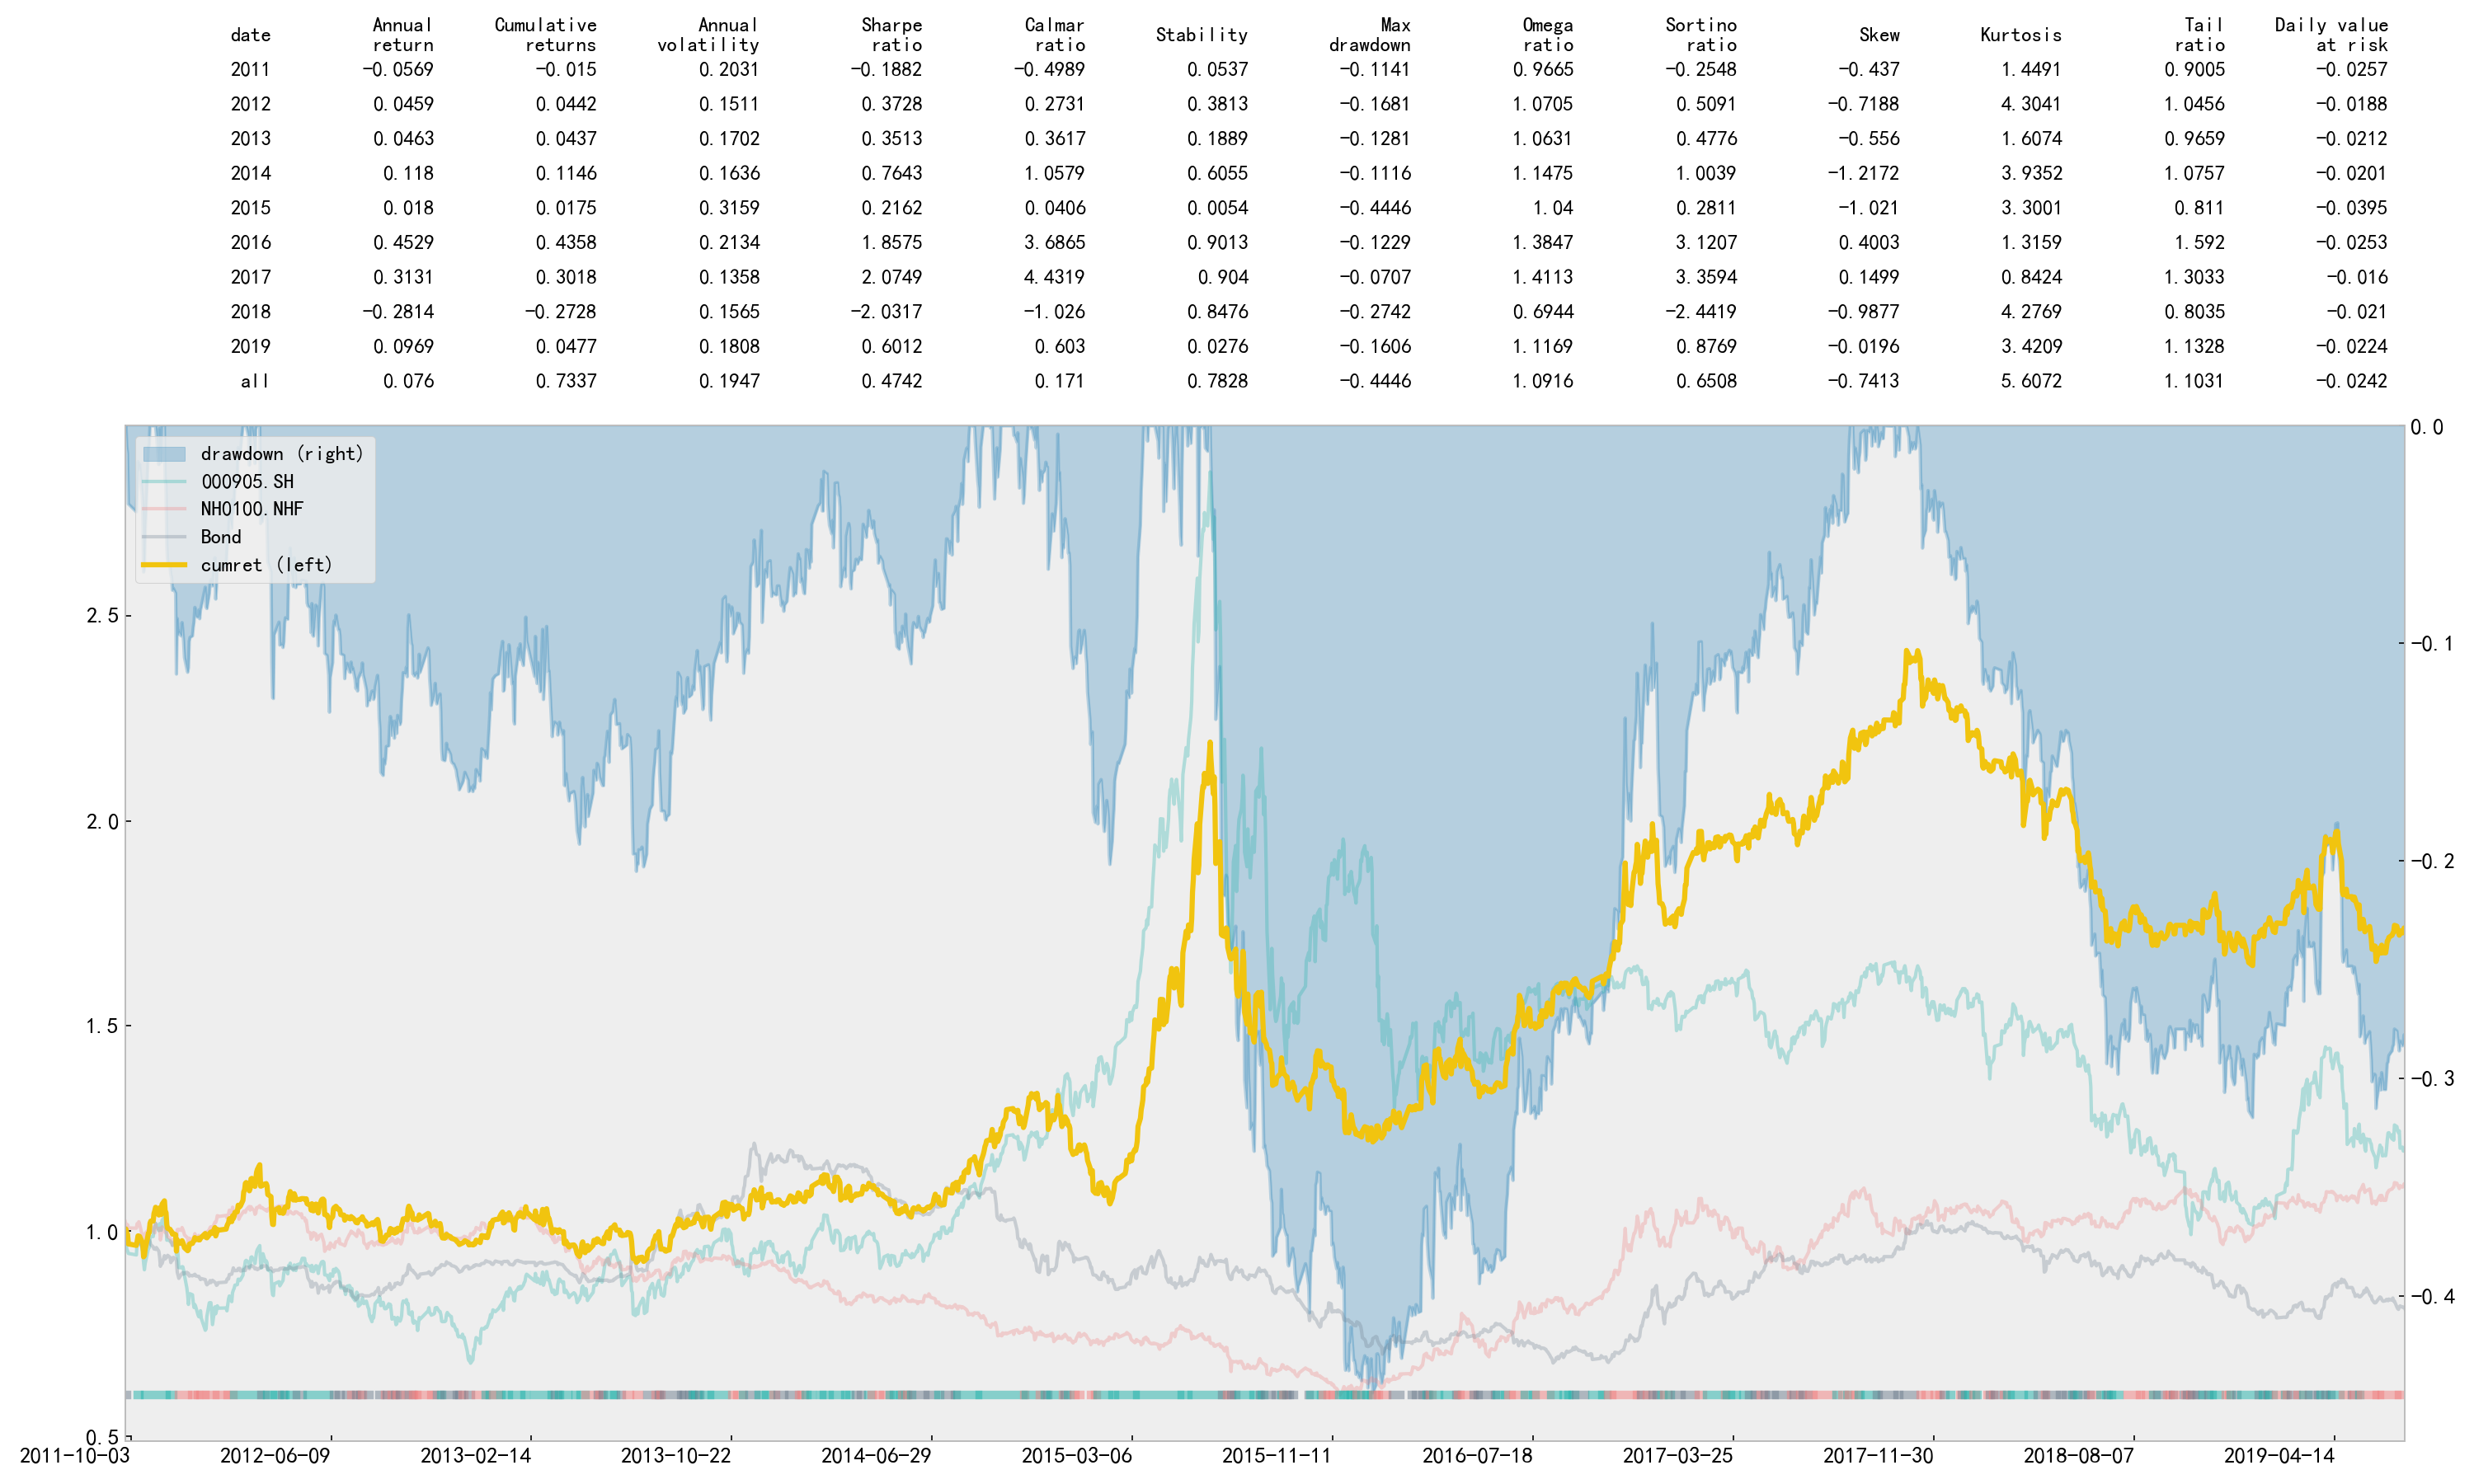 date Annual return Cumulative returns Annual volatility Sharpe ratio Calmar ratio Stability Max drawdown Omega ratio Sortino ratio Skew Kurtosis Tail ratio Daily value at risk
2011 -0.0569 -0.015 0.2031 -0.1882 -0.4989 0.0537 -0.1141 0.9665 -0.2548 -0.437 1.4491 0.9005 -0.0257
2012 0.0459 0.0442 0.1511 0.3728 0.2731 0.3813 -0.1681 1.0705 0.5091 -0.7188 4.3041 1.0456 -0.0188
2013 0.0463 0.0437 0.1702 0.3513 0.3617 0.1889 -0.1281 1.0631 0.4776 -0.556 1.6074 0.9659 -0.0212
2014 0.118 0.1146 0.1636 0.7643 1.0579 0.6055 -0.1116 1.1475 1.0039 -1.2172 3.9352 1.0757 -0.0201
2015 0.018 0.0175 0.3159 0.2162 0.0406 0.0054 -0.4446 1.04 0.2811 -1.021 3.3001 0.811 -0.0395
2016 0.4529 0.4358 0.2134 1.8575 3.6865 0.9013 -0.1229 1.3847 3.1207 0.4003 1.3159 1.592 -0.0253
2017 0.3131 0.3018 0.1358 2.0749 4.4319 0.904 -0.0707 1.4113 3.3594 0.1499 0.8424 1.3033 -0.016
2018 -0.2814 -0.2728 0.1565 -2.0317 -1.026 0.8476 -0.2742 0.6944 -2.4419 -0.9877 4.2769 0.8035 -0.021
2019 0.0969 0.0477 0.1808 0.6012 0.603 0.0276 -0.1606 1.1169 0.8769 -0.0196 3.4209 1.1328 -0.0224
all 0.076 0.7337 0.1947 0.4742 0.171 0.7828 -0.4446 1.0916 0.6508 -0.7413 5.6072 1.1031 -0.0242
drawdown (right)
000905.SH
NH0100.NHF
Bond
cumret (left)
2.5
2.0
1.5
1.0
0.5
0.0
-0.1
-0.2
-0.3
-0.4
2011-10-03 2012-06-09 2013-02-14 2013-10-22 2014-06-29 2015-03-06 2015-11-11 2016-07-18 2017-03-25 2017-11-30 2018-08-07 2019-04-14